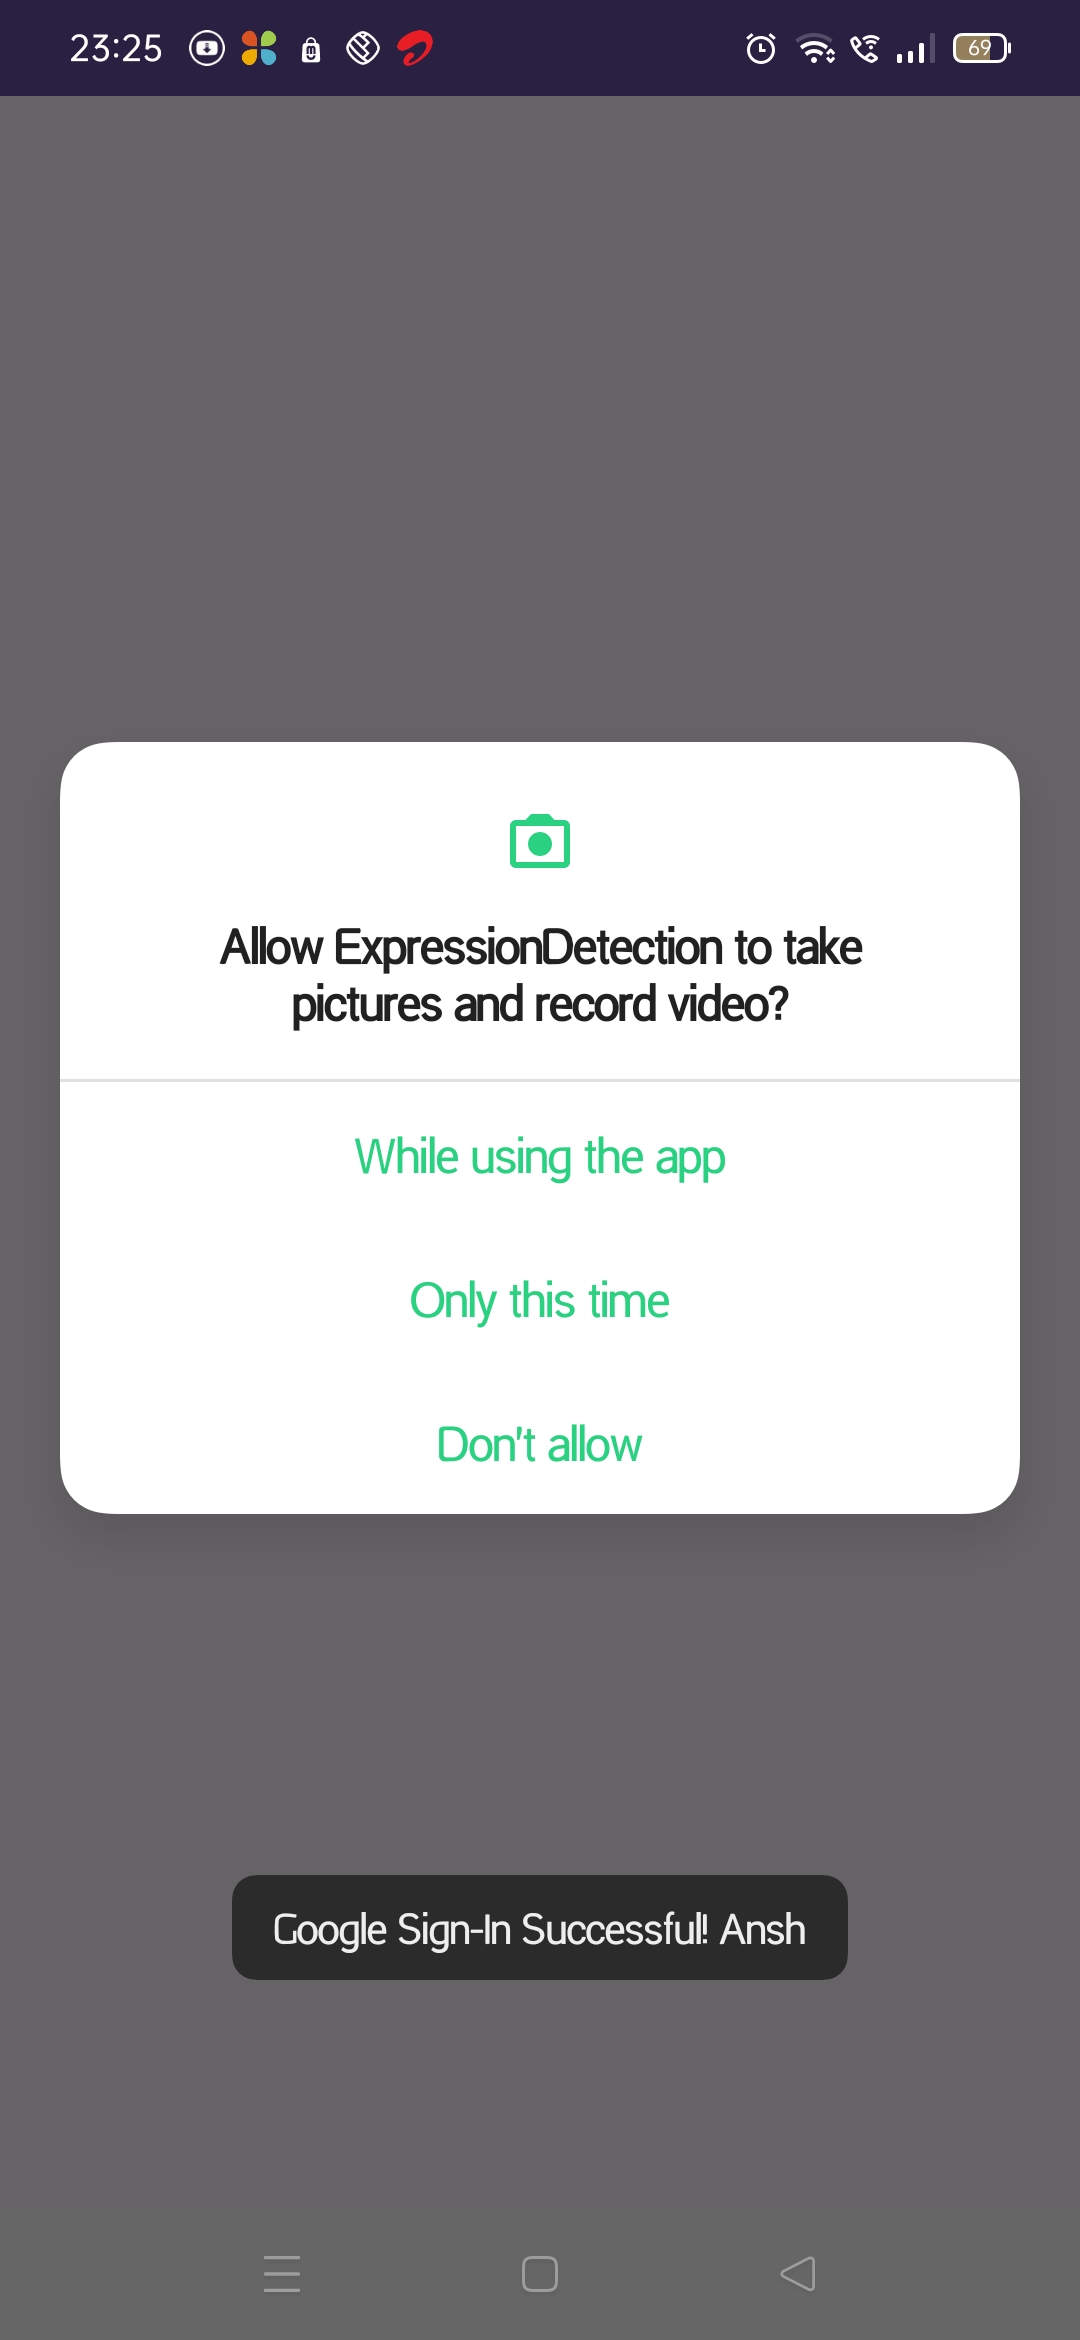 23:25
69
Allow ExpressionDetection to take
pictures and record video?
While using the app
Only this time
Don't allow
Google Sign-In Successful! Ansh